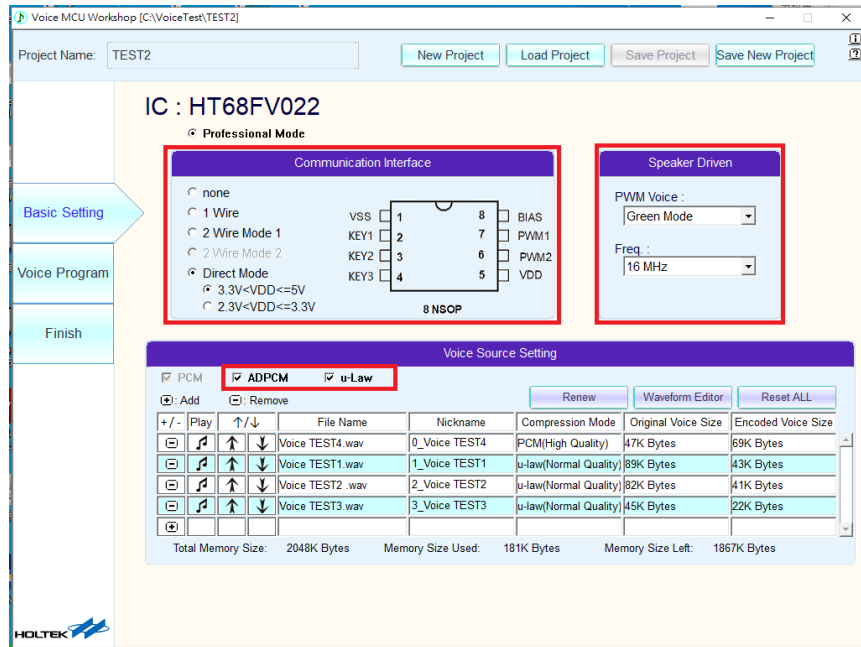 Voice MCU Workshop [C:\VoiceTest\TEST2]
Project Name: TEST2 New Project Load Project Save Project Save New Project
IC : HT68FV022
Professional Mode
Communication Interface
none
1 Wire
2 Wire Mode 1
2 Wire Mode 2
Direct Mode
3.3V<VDD<=5V
2.3V<VDD<=3.3V
VSS 1 8 BIAS
KEY1 2 7 PWM1
KEY2 3 6 PWM2
KEY3 4 5 VDD
8 NSOP
Speaker Driven
PWM Voice :
Green Mode
Freq. :
16 MHz
Basic Setting
Voice Program
Finish
Voice Source Setting
PCM ADPCM u-Law
+: Add -: Remove Renew Waveform Editor Reset ALL
+/- Play ↑/↓ File Name Nickname Compression Mode Original Voice Size Encoded Voice Size
Voice TEST4.wav 0_Voice TEST4 PCM(High Quality) 47K Bytes 69K Bytes
Voice TEST1.wav 1_Voice TEST1 u-law(Normal Quality) 89K Bytes 43K Bytes
Voice TEST2 .wav 2_Voice TEST2 u-law(Normal Quality) 82K Bytes 41K Bytes
Voice TEST3.wav 3_Voice TEST3 u-law(Normal Quality) 45K Bytes 22K Bytes
Total Memory Size: 2048K Bytes Memory Size Used: 181K Bytes Memory Size Left: 1867K Bytes
HOLTEK